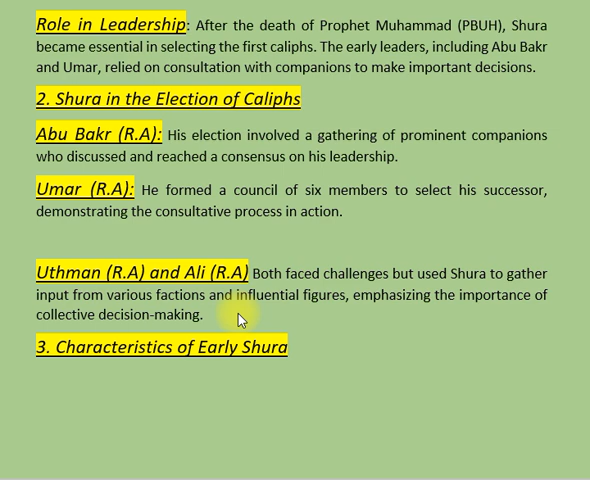 Role in Leadership: After the death of Prophet Muhammad (PBUH), Shura
became essential in selecting the first caliphs. The early leaders, including Abu Bakr
and Umar, relied on consultation with companions to make important decisions.
2. Shura in the Election of Caliphs
Abu Bakr (R.A): His election involved a gathering of prominent companions
who discussed and reached a consensus on his leadership.
Umar (R.A): He formed a council of six members to select his successor,
demonstrating the consultative process in action.
Uthman (R.A) and Ali (R.A) Both faced challenges but used Shura to gather
input from various factions and influential figures, emphasizing the importance of
collective decision-making.
3. Characteristics of Early Shura